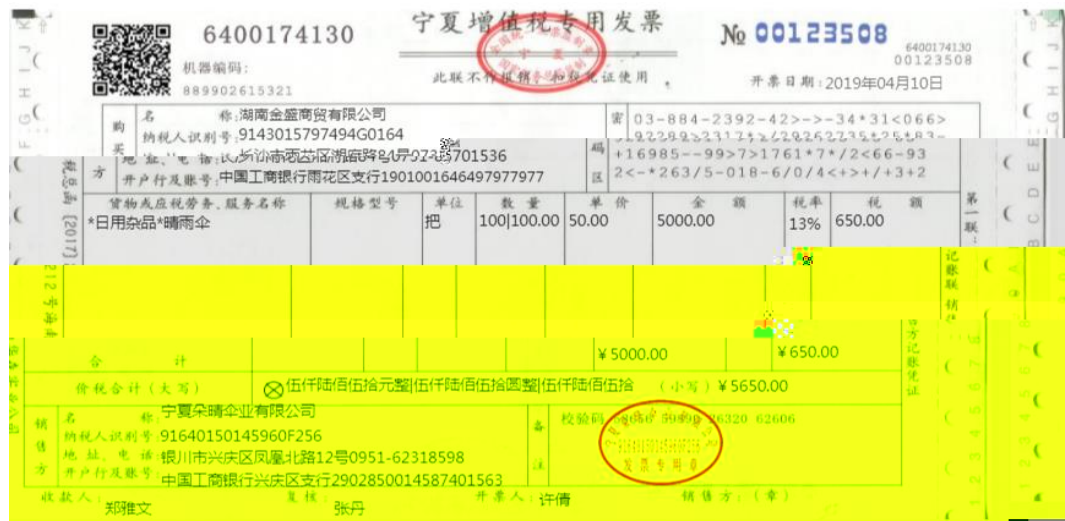 6400174130
宁夏增值税专用发票
№ 00123508
6400174130
00123508
机器编码:
889902615321
开票日期:2019年04月10日
名 称:湖南金盛商贸有限公司
纳税人识别号:9143015797494G0164
开户行及账号:中国工商银行雨花区支行1901001646497977977
密
码
区
03-884-2392-42>->-34*31<066>
+16985--99>7>1761*7*/2<66-93
2<-*263/5-018-6/0/4<+>+/+3+2
货物或应税劳务、服务名称 规格型号 单位 数量 单价 金额 税率 税额
*日用杂品*晴雨伞 把 100|100.00 50.00 5000.00 13% 650.00
合 计 ¥5000.00 ¥650.00
价税合计(大写) 伍仟陆佰伍拾元整|伍仟陆佰伍拾圆整|伍仟陆佰伍拾 (小写) ¥5650.00
销
售
方
名 称:宁夏朵晴伞业有限公司
纳税人识别号:91640150145960F256
地址、电话:银川市兴庆区凤凰北路12号0951-62318598
开户行及账号:中国工商银行兴庆区支行2902850014587401563
备
注
校验码
26320 62606
发票专用章
收款人: 郑雅文 复核: 张丹 开票人: 许倩 销售方:(章)